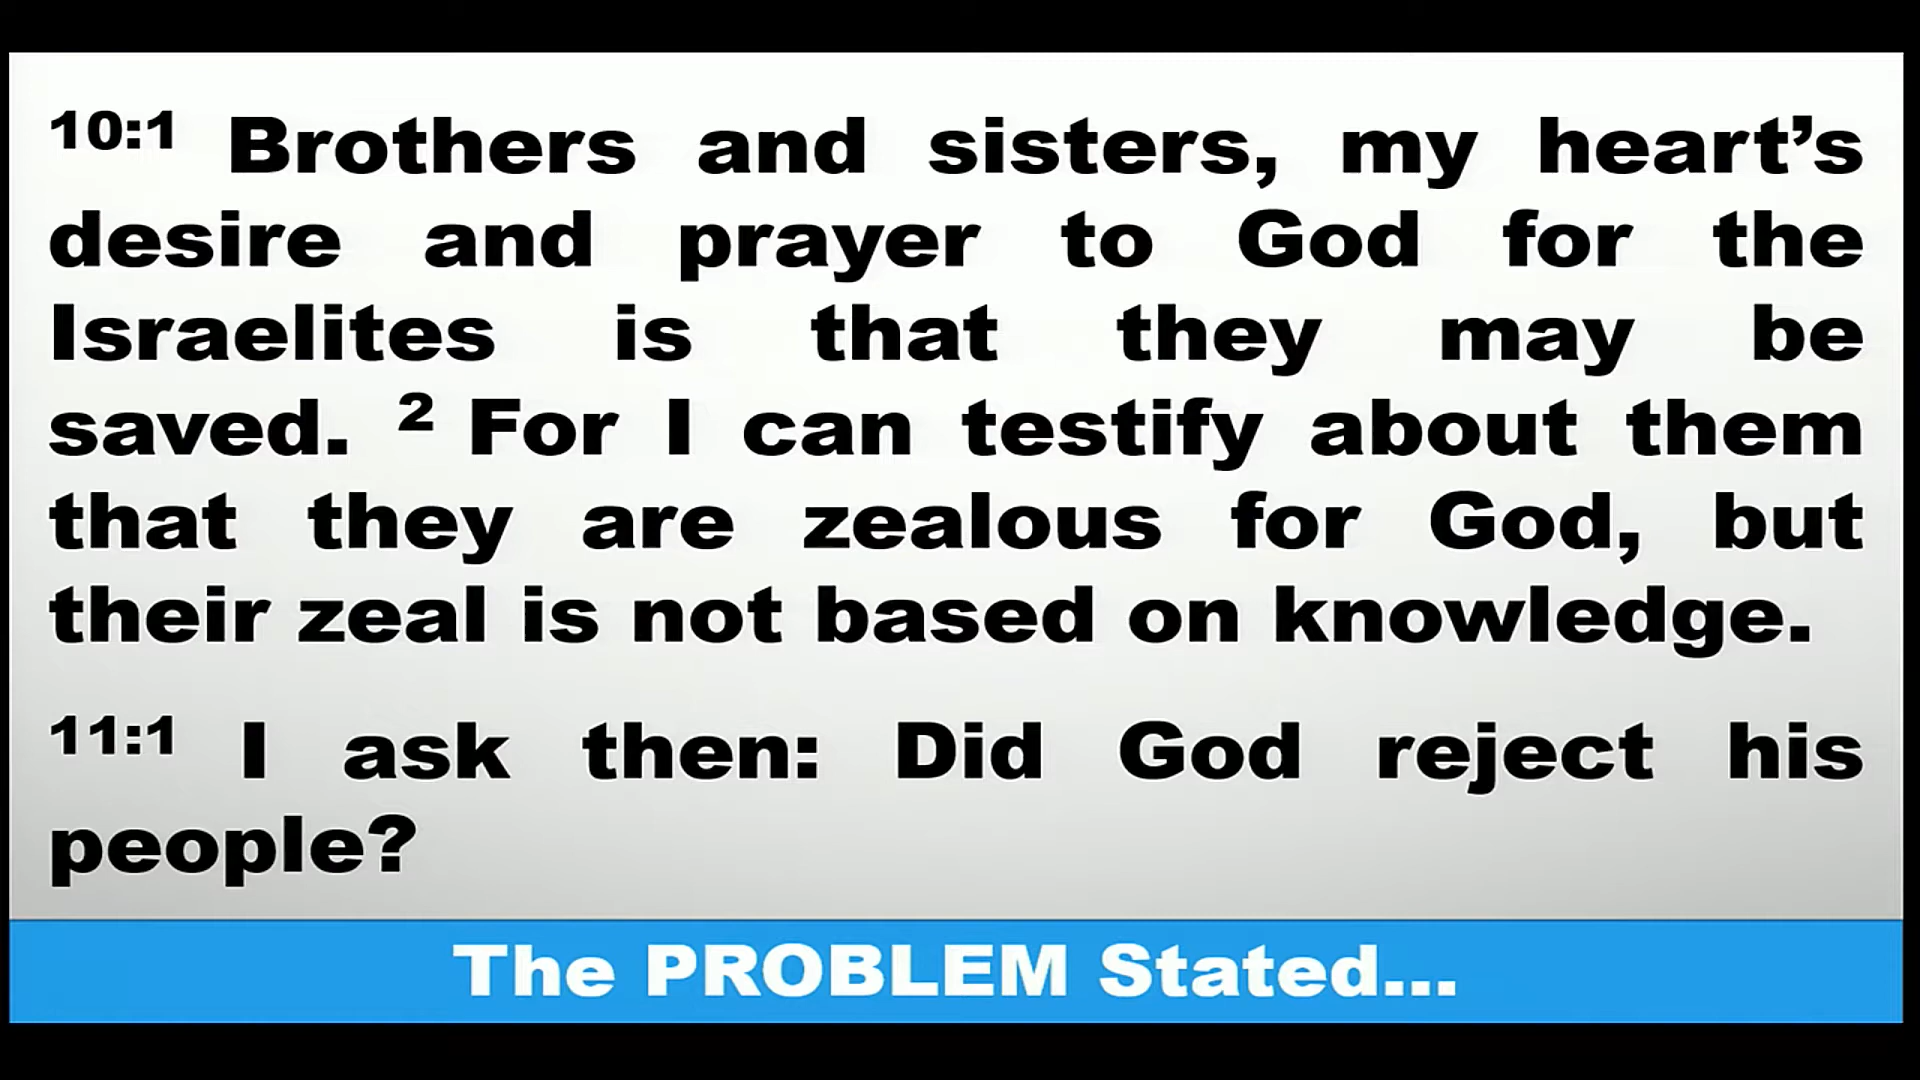 10:1 Brothers and sisters, my heart’s
desire and prayer to God for the
Israelites is that they may be
saved. 2 For I can testify about them
that they are zealous for God, but
their zeal is not based on knowledge.
11:1 I ask then: Did God reject his
people?
The PROBLEM Stated...